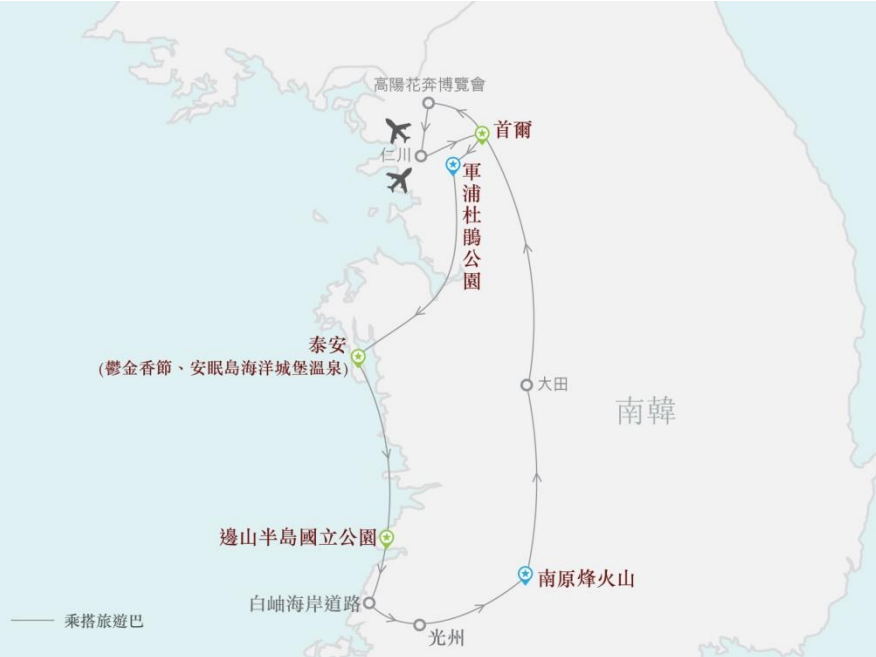 高陽花卉博覽會
首爾
仁川
軍浦杜鵑公園
泰安
(鬱金香節、安眠島海洋城堡溫泉)
大田
南韓
邊山半島國立公園
南原烽火山
白岫海岸道路
光州
乘搭旅遊巴